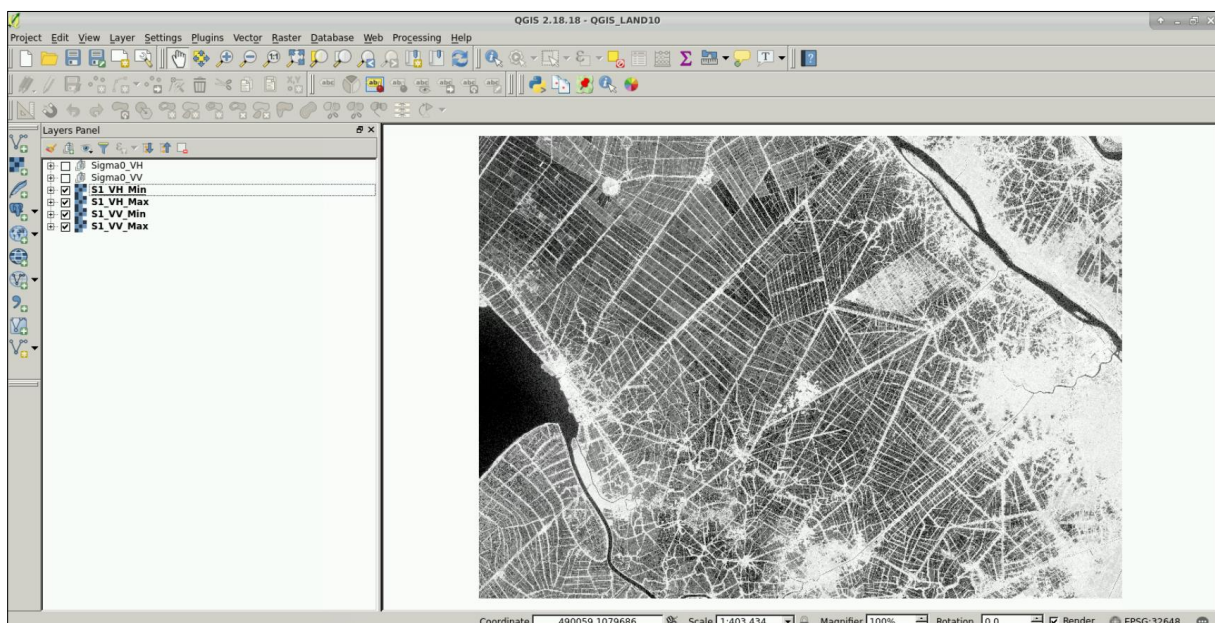 QGIS 2.18.18 - QGIS_LAND10
Project Edit View Layer Settings Plugins Vector Raster Database Web Processing Help
Layers Panel
Sigma0_VH
Sigma0_VV
S1_VH_Min
S1_VH_Max
S1_VV_Min
S1_VV_Max
Coordinate 490059,1079686 Scale 1:403,434 Magnifier 100% Rotation 0.0 Render EPSG:32648